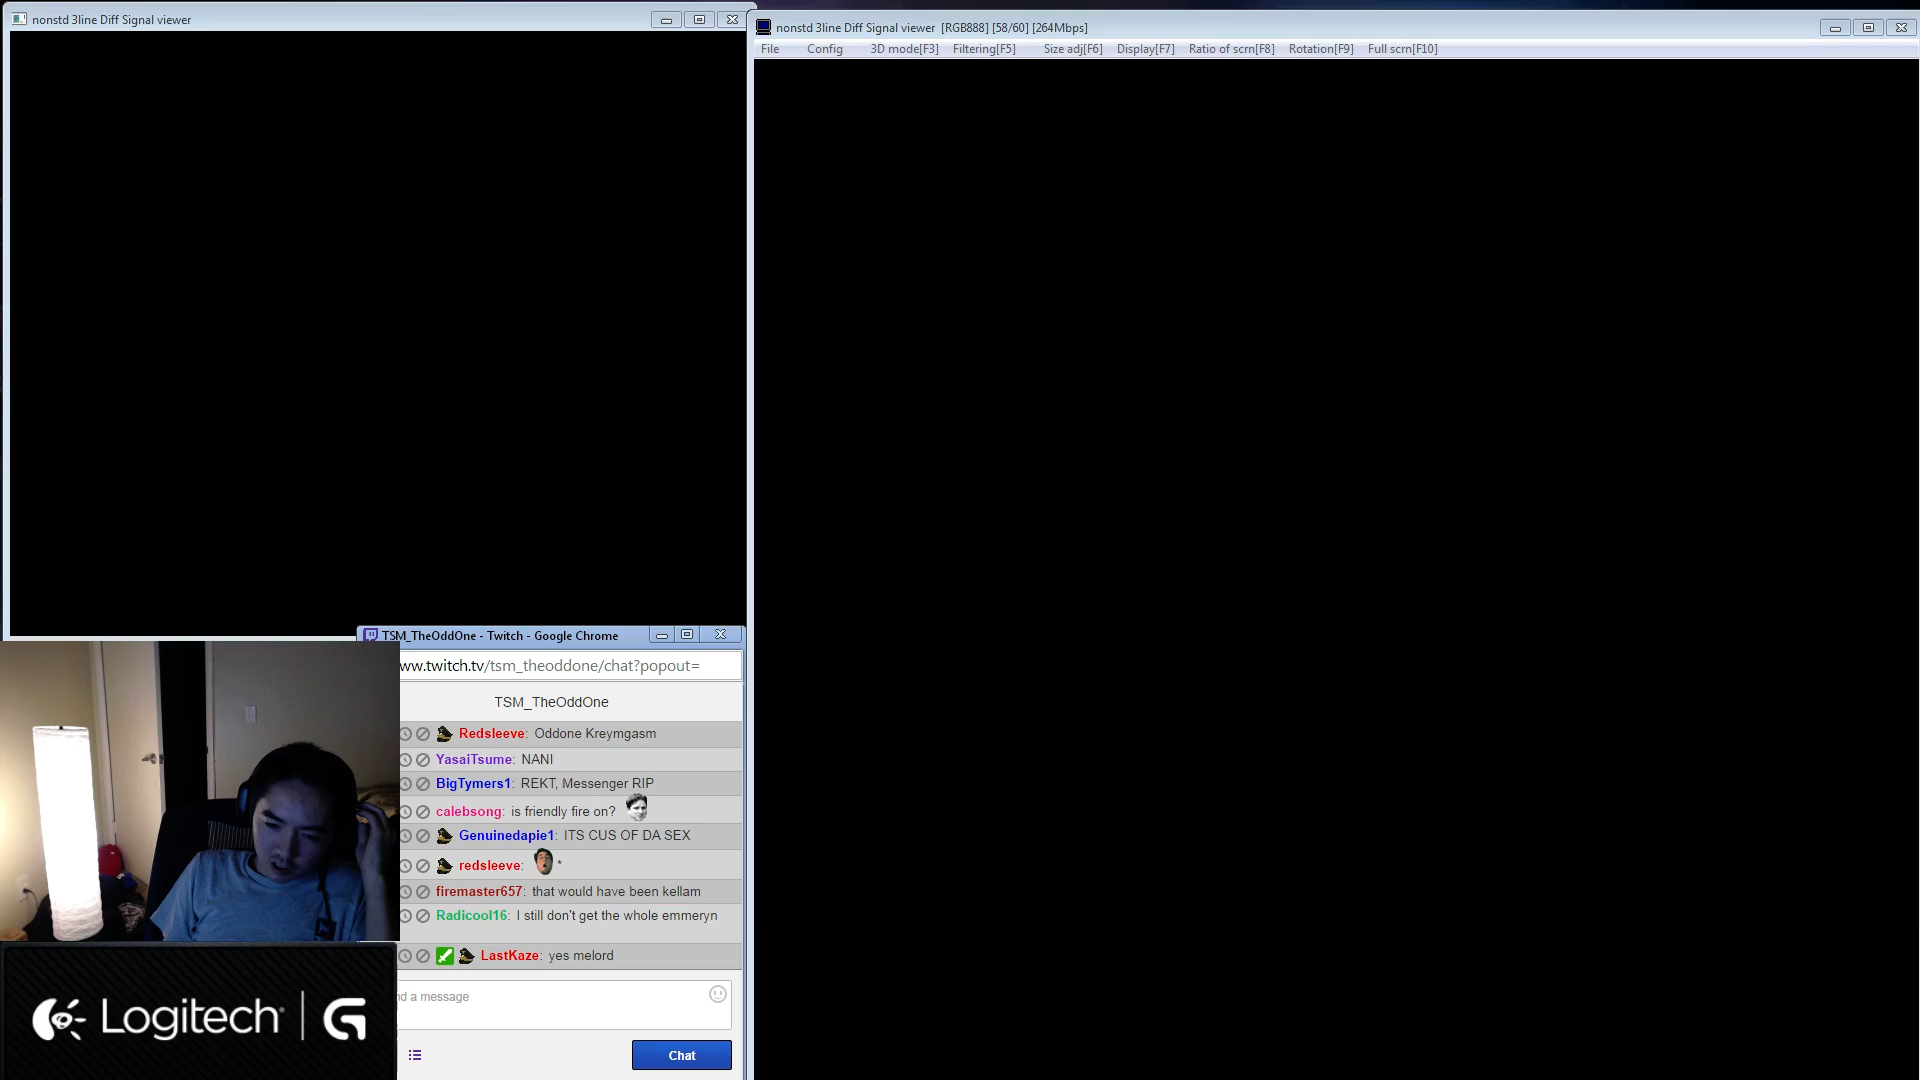 nonstd 3line Diff Signal viewer
nonstd 3line Diff Signal viewer [RGB888] [58/60] [264Mbps]
File Config 3D mode[F3] Filtering[F5] Size adj[F6] Display[F7] Ratio of scrn[F8] Rotation[F9] Full scrn[F10]
TSM_TheOddOne - Twitch - Google Chrome
ww.twitch.tv/tsm_theoddone/chat?popout=
TSM_TheOddOne
Redsleeve: Oddone Kreymgasm
YasaiTsume: NANI
BigTymers1: REKT, Messenger RIP
calebsong: is friendly fire on?
Genuinedapie1: ITS CUS OF DA SEX
redsleeve: *
firemaster657: that would have been kellam
Radicool16: I still don't get the whole emmeryn
LastKaze: yes melord
nd a message
Chat
Logitech G